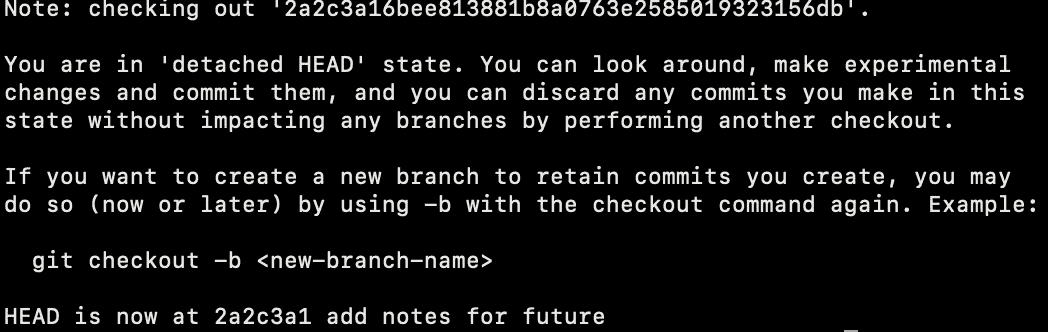 Note: checking out '2a2c3a16bee813881b8a0763e2585019323156db'.
You are in 'detached HEAD' state. You can look around, make experimental
changes and commit them, and you can discard any commits you make in this
state without impacting any branches by performing another checkout.
If you want to create a new branch to retain commits you create, you may
do so (now or later) by using -b with the checkout command again. Example:
git checkout -b <new-branch-name>
HEAD is now at 2a2c3a1 add notes for future